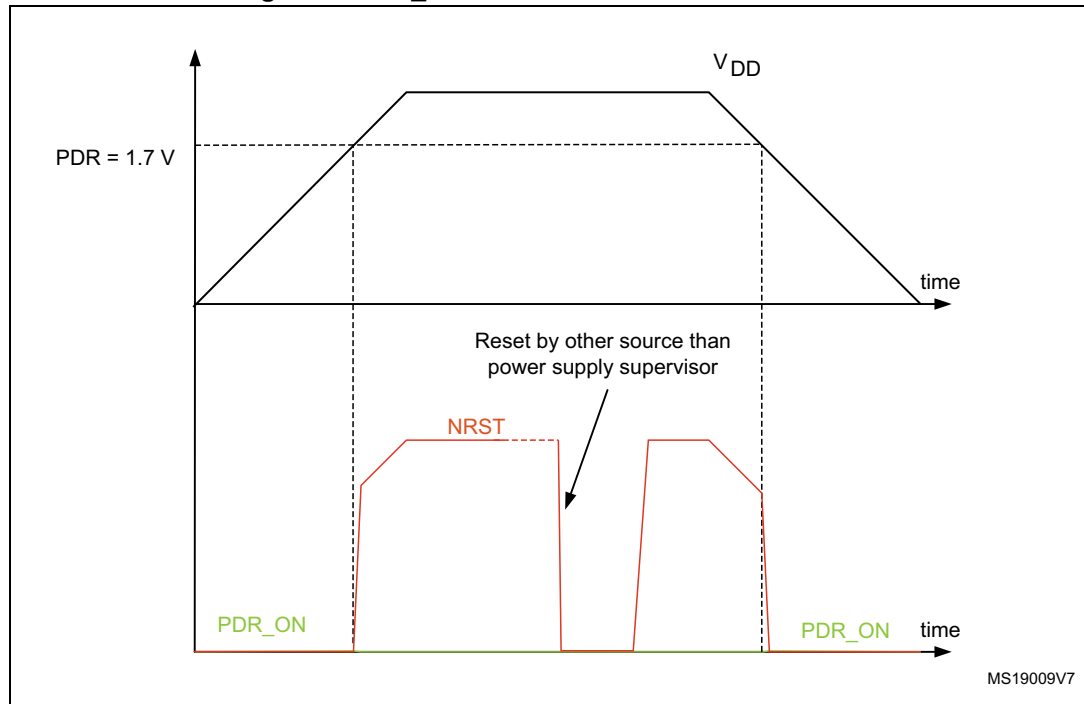 V DD
PDR = 1.7 V
time
Reset by other source than
power supply supervisor
NRST
PDR_ON
PDR_ON
time
MS19009V7